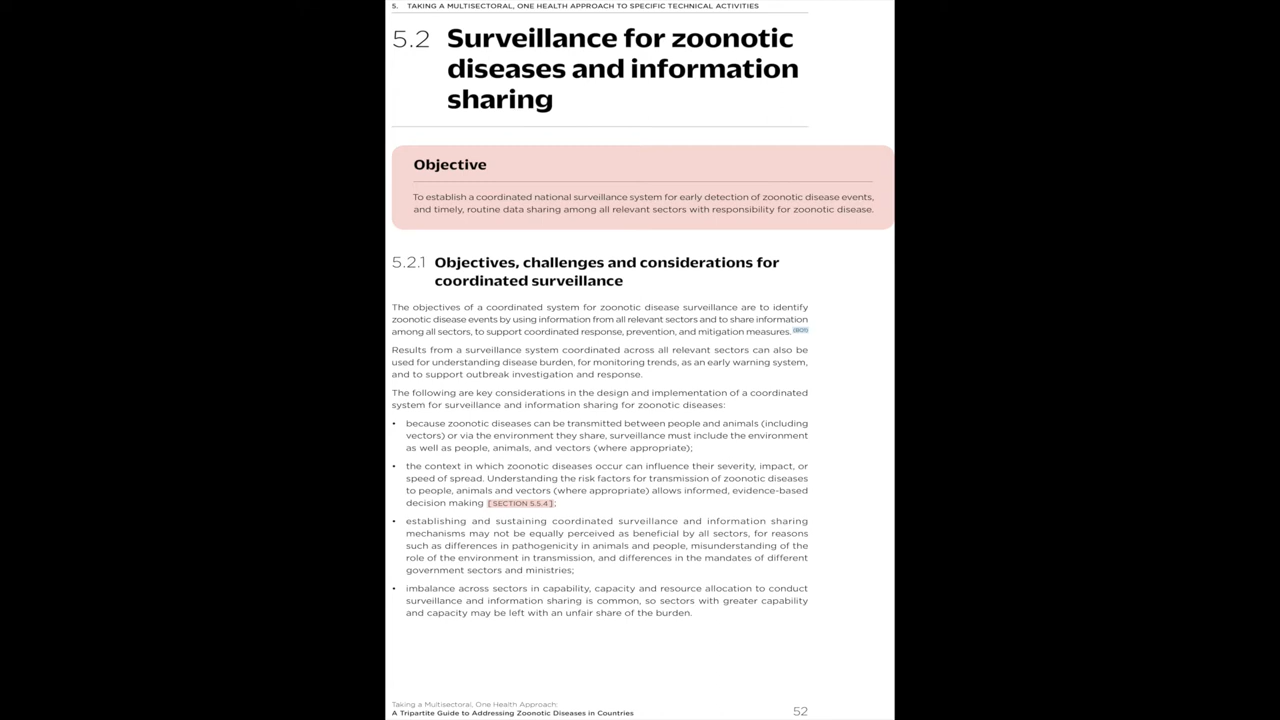 5. TAKING A MULTISECTORAL, ONE HEALTH APPROACH TO SPECIFIC TECHNICAL ACTIVITIES
5.2 Surveillance for zoonotic
diseases and information
sharing
Objective
To establish a coordinated national surveillance system for early detection of zoonotic disease events,
and timely, routine data sharing among all relevant sectors with responsibility for zoonotic disease.
5.2.1 Objectives, challenges and considerations for
coordinated surveillance
The objectives of a coordinated system for zoonotic disease surveillance are to identify
zoonotic disease events by using information from all relevant sectors and to share information
among all sectors, to support coordinated response, prevention, and mitigation measures. (BO1)
Results from a surveillance system coordinated across all relevant sectors can also be
used for understanding disease burden, for monitoring trends, as an early warning system,
and to support outbreak investigation and response.
The following are key considerations in the design and implementation of a coordinated
system for surveillance and information sharing for zoonotic diseases:
• because zoonotic diseases can be transmitted between people and animals (including
vectors) or via the environment they share, surveillance must include the environment
as well as people, animals, and vectors (where appropriate);
• the context in which zoonotic diseases occur can influence their severity, impact, or
speed of spread. Understanding the risk factors for transmission of zoonotic diseases
to people, animals and vectors (where appropriate) allows informed, evidence-based
decision making [SECTION 5.5.4];
• establishing and sustaining coordinated surveillance and information sharing
mechanisms may not be equally perceived as beneficial by all sectors, for reasons
such as differences in pathogenicity in animals and people, misunderstanding of the
role of the environment in transmission, and differences in the mandates of different
government sectors and ministries;
• imbalance across sectors in capability, capacity and resource allocation to conduct
surveillance and information sharing is common, so sectors with greater capability
and capacity may be left with an unfair share of the burden.
Taking a Multisectoral, One Health Approach:
A Tripartite Guide to Addressing Zoonotic Diseases in Countries
52